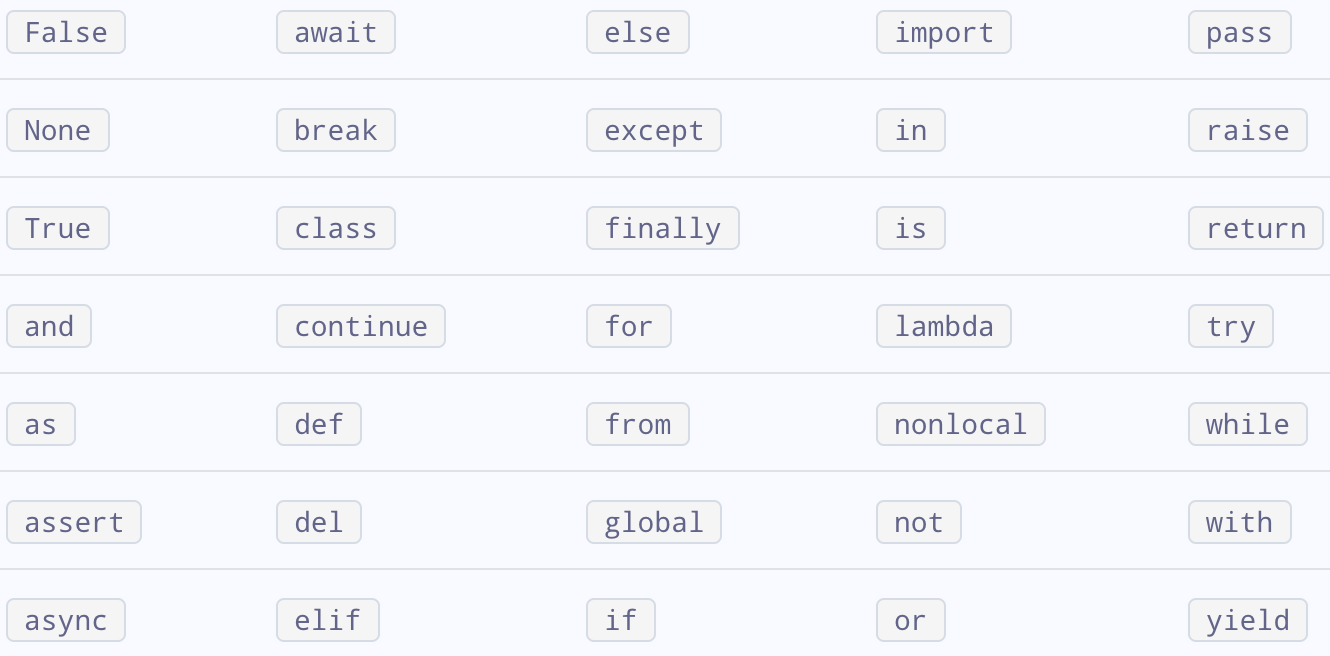 False await else import pass
None break except in raise
True class finally is return
and continue for lambda try
as def from nonlocal while
assert del global not with
async elif if or yield